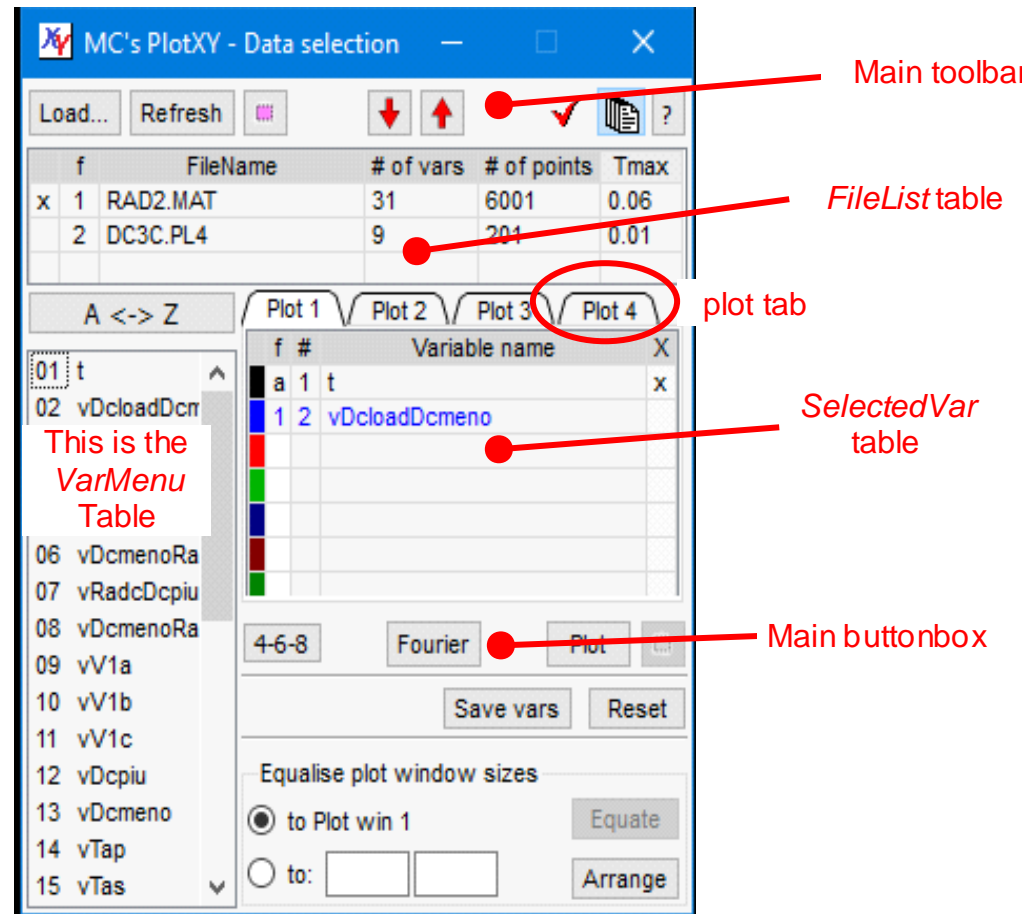 MC's PlotXY - Data selection
Main toolbar
Load... Refresh ?
f FileName # of vars # of points Tmax
x 1 RAD2.MAT 31 6001 0.06
FileList table
2 DC3C.PL4 9 201 0.01
A <-> Z
Plot 1 Plot 2 Plot 3 Plot 4
plot tab
f # Variable name X
01 t
a 1 t x
02 vDcloadDcm
1 2 vDcloadDcmeno
SelectedVar
table
This is the
VarMenu
Table
06 vDcmenoRa
07 vRadcDcpiu
08 vDcmenoRa
09 vV1a
10 vV1b
11 vV1c
12 vDcpiu
13 vDcmeno
14 vTap
15 vTas
4-6-8 Fourier Plot
Main buttonbox
Save vars Reset
Equalise plot window sizes
to Plot win 1 Equate
to: Arrange